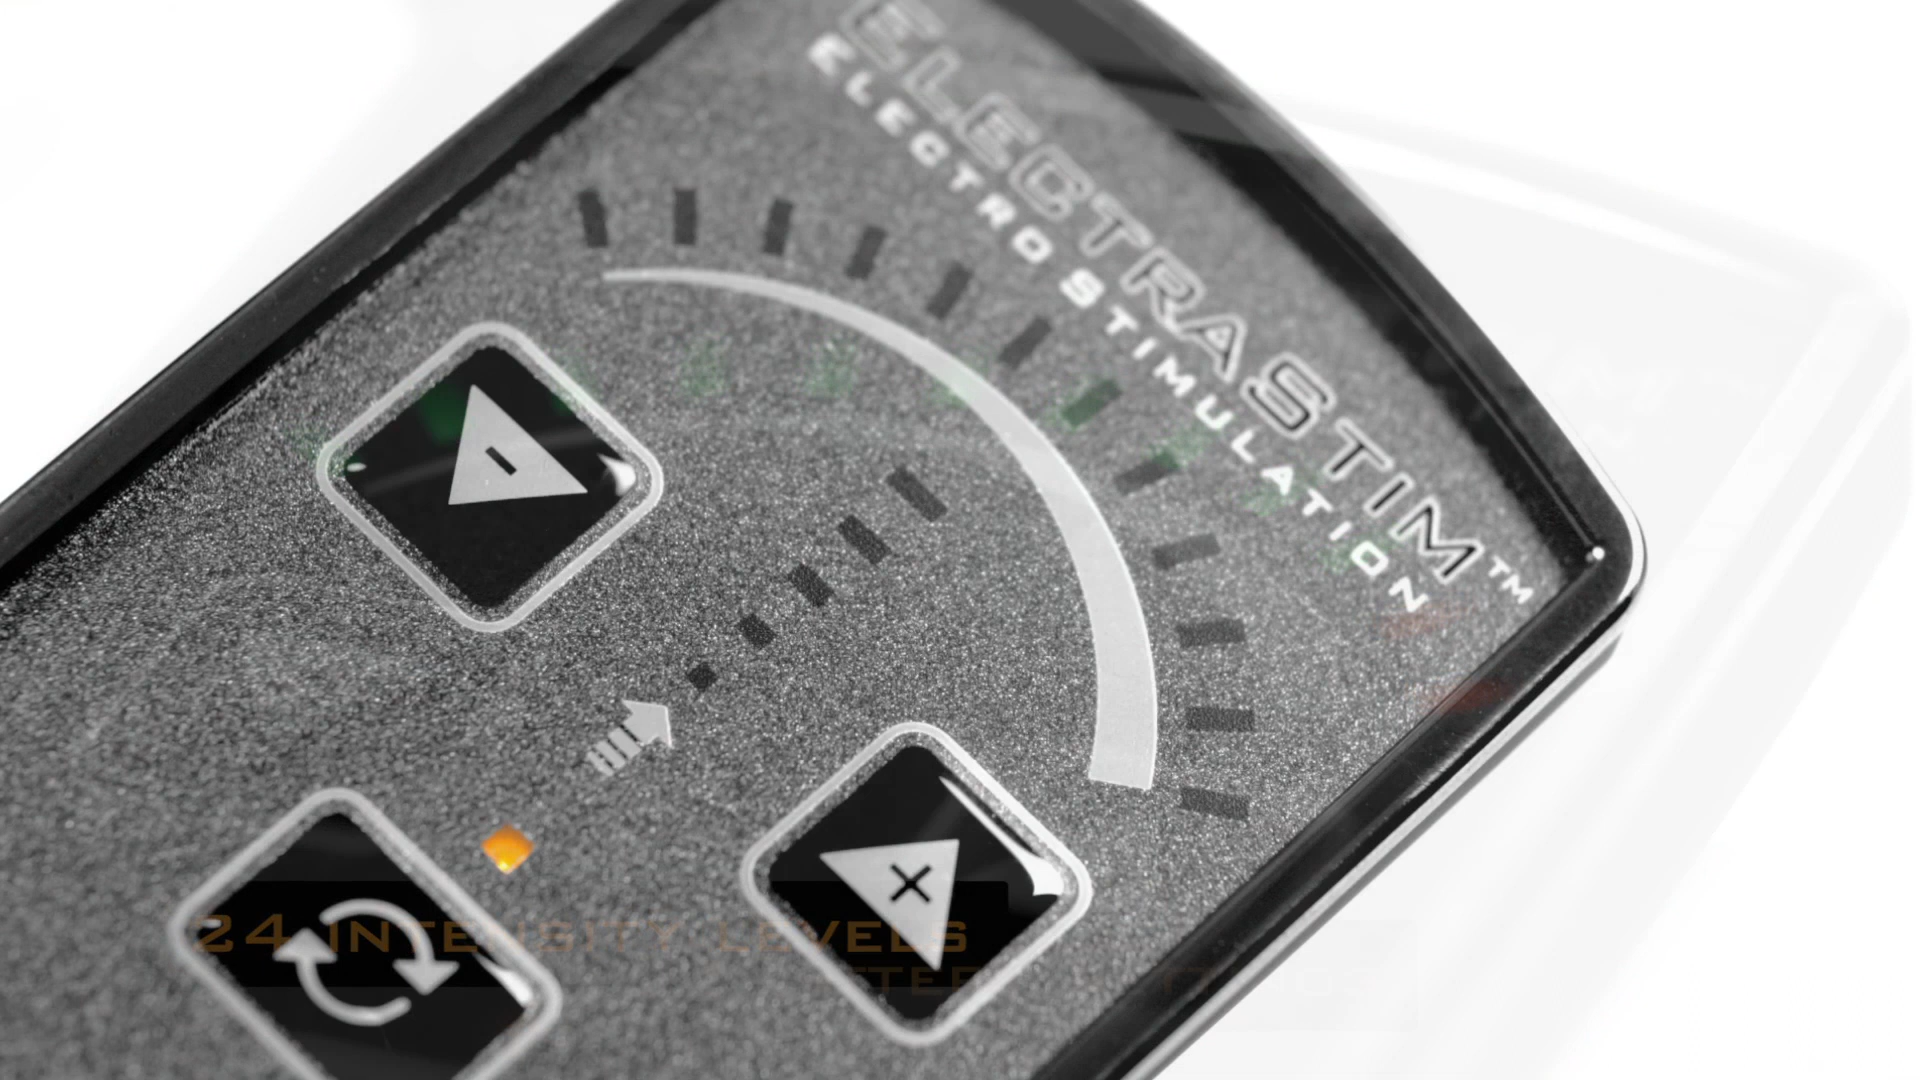 ELECTRASTIM™
ELECTRO STIMULATION
-
+
24 INTENSITY LEVELS